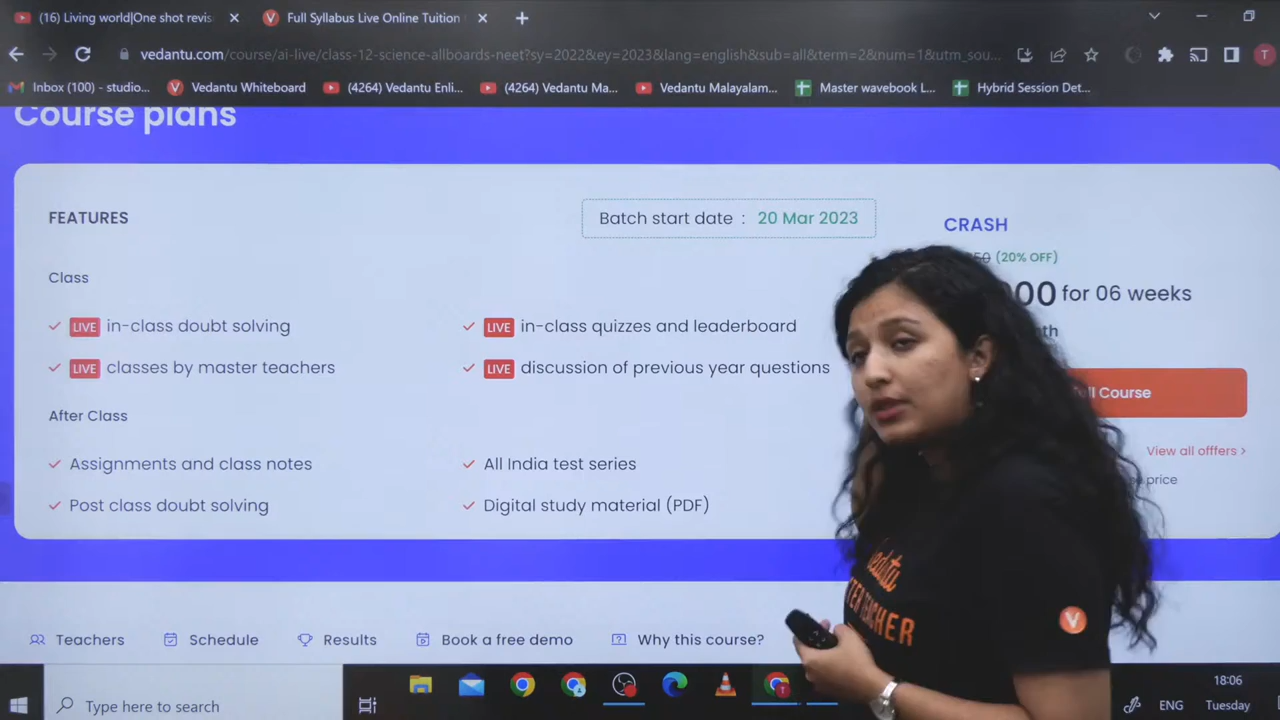 (16) Living world|One shot revis
Full Syllabus Live Online Tuition
vedantu.com/course/ai-live/class-12-science-allboards-neet?sy=2022&ey=2023&lang=english&sub=all&term=2&num=1&utm_sou...
T
Inbox (100) - studio...
Vedantu Whiteboard
(4264) Vedantu Enli...
(4264) Vedantu Ma...
Vedantu Malayalam...
Master wavebook L...
Hybrid Session Det...
Course plans
FEATURES
Batch start date : 20 Mar 2023
CRASH
(20% OFF)
for 06 weeks
Class
LIVE in-class doubt solving
LIVE in-class quizzes and leaderboard
LIVE classes by master teachers
LIVE discussion of previous year questions
Course
After Class
View all offfers >
Assignments and class notes
All India test series
price
Post class doubt solving
Digital study material (PDF)
Teachers
Schedule
Results
Book a free demo
Why this course?
Type here to search
18:06
ENG
Tuesday